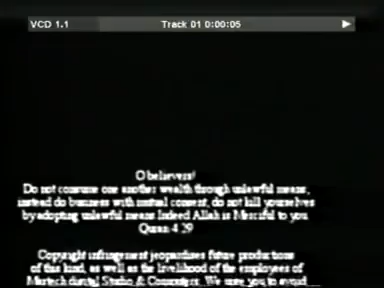 VCD 1.1 Track 01 0:00:05
O believers!
Do not consume one another wealth through unlawful means,
instead do business with mutual consent, do not kill yourselves
by adopting unlawful means Indeed Allah is Merciful to you
Quran 4:29
Copyright infringement jeopardises future productions
of this kind, as well as the livelihood of the employees of
Studio & Computers. We urge you to avoid